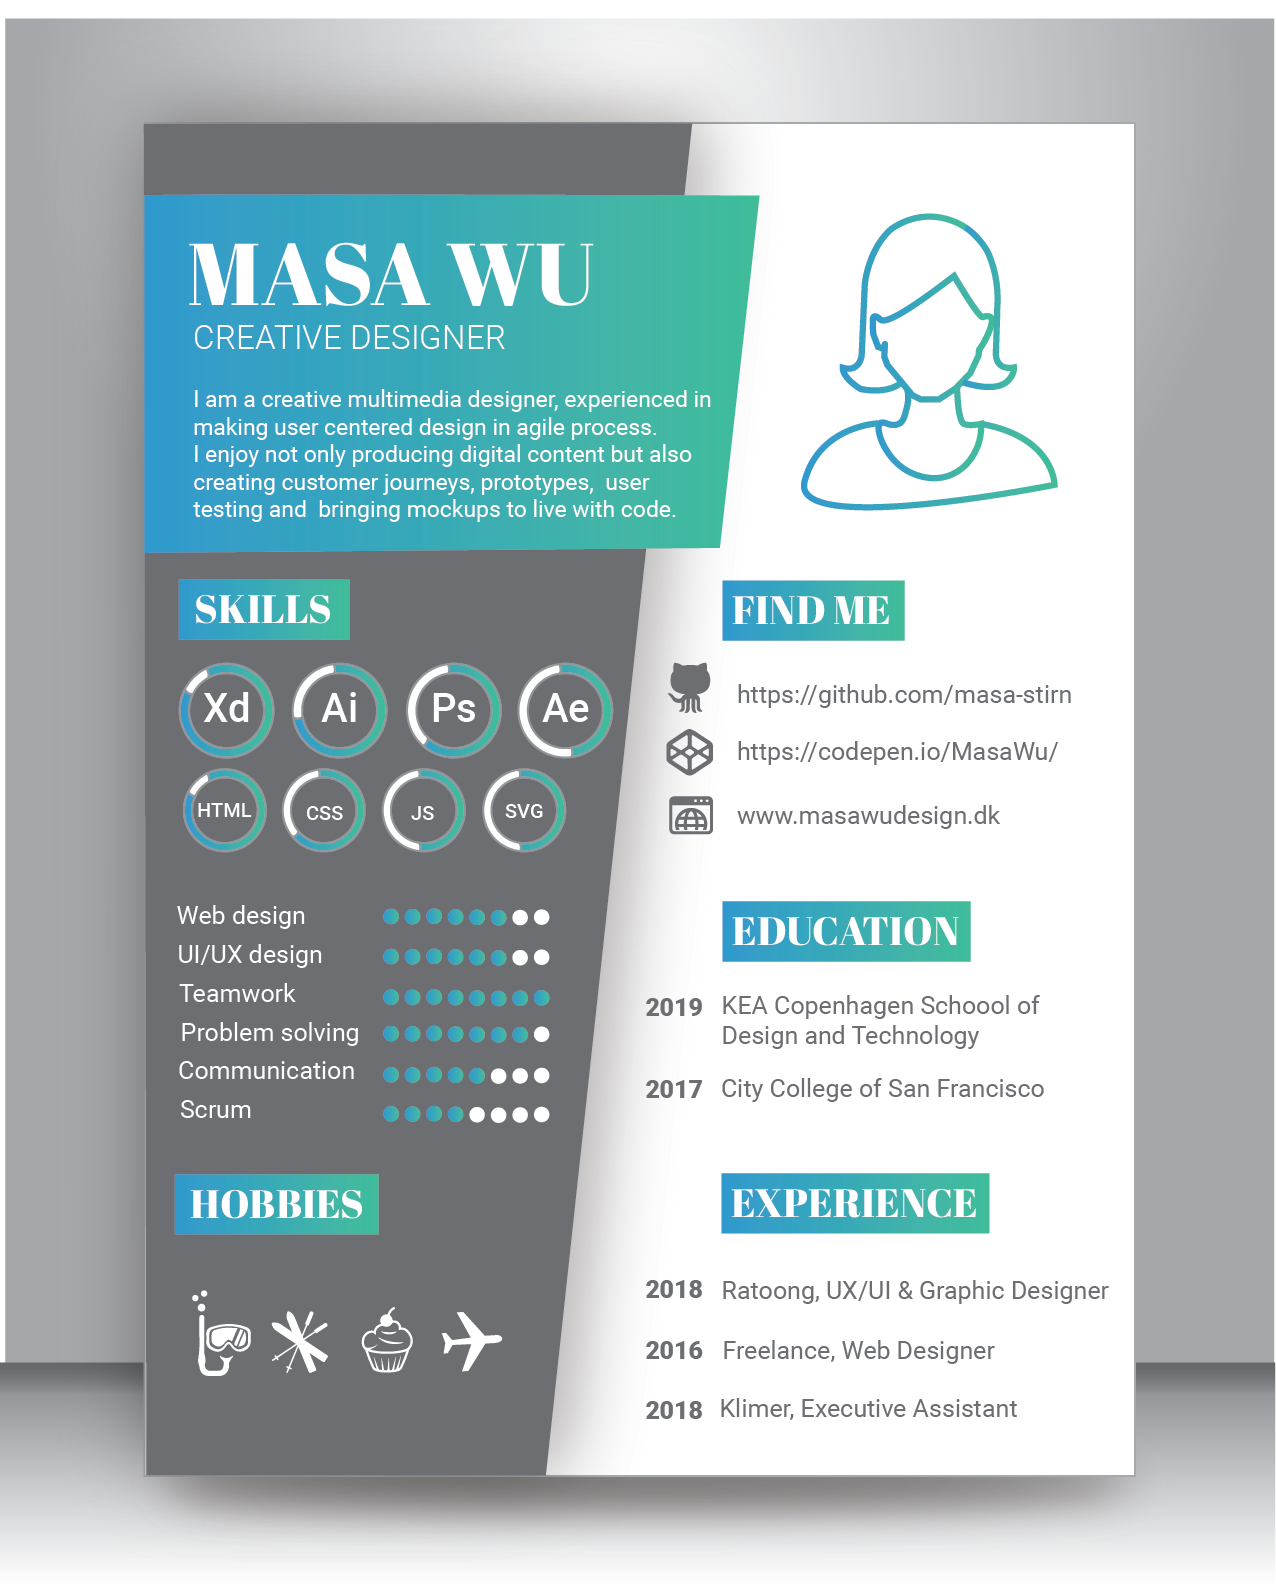 MASA WU
CREATIVE DESIGNER
I am a creative multimedia designer, experienced in
making user centered design in agile process.
I enjoy not only producing digital content but also
creating customer journeys, prototypes,  user
testing and  bringing mockups to live with code.
SKILLS
Xd Ai Ps Ae
HTML CSS JS SVG
Web design
UI/UX design
Teamwork
Problem solving
Communication
Scrum
HOBBIES
FIND ME
https://github.com/masa-stirn
https://codepen.io/MasaWu/
www.masawudesign.dk
EDUCATION
2019 KEA Copenhagen Schoool of
Design and Technology
2017 City College of San Francisco
EXPERIENCE
2018 Ratoong, UX/UI & Graphic Designer
2016 Freelance, Web Designer
2018 Klimer, Executive Assistant